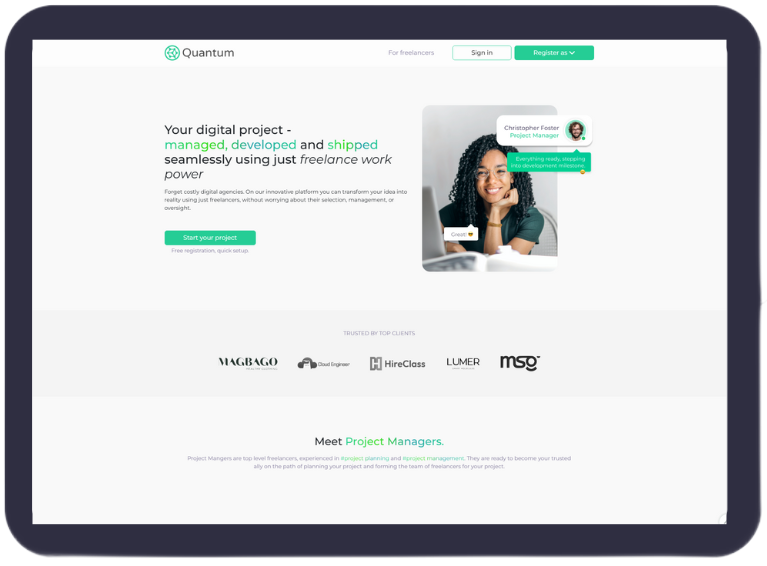 Quantum
For freelancers
Sign in
Register as
Your digital project -
managed, developed and shipped
seamlessly using just freelance work
power
Forget costly digital agencies. On our innovative platform you can transform your idea into
reality using just freelancers, without worrying about their selection, management, or
oversight.
Start your project
Free registration, quick setup.
Christopher Foster
Project Manager
Everything ready, stepping
into development milestone.
Great!
TRUSTED BY TOP CLIENTS
MAGBAGO
Cloud Engineer
HireClass
LUMER
msg
Meet Project Managers.
Project Mangers are top level freelancers, experienced in #project planning and #project management. They are ready to become your trusted
ally on the path of planning your project and forming the team of freelancers for your project.